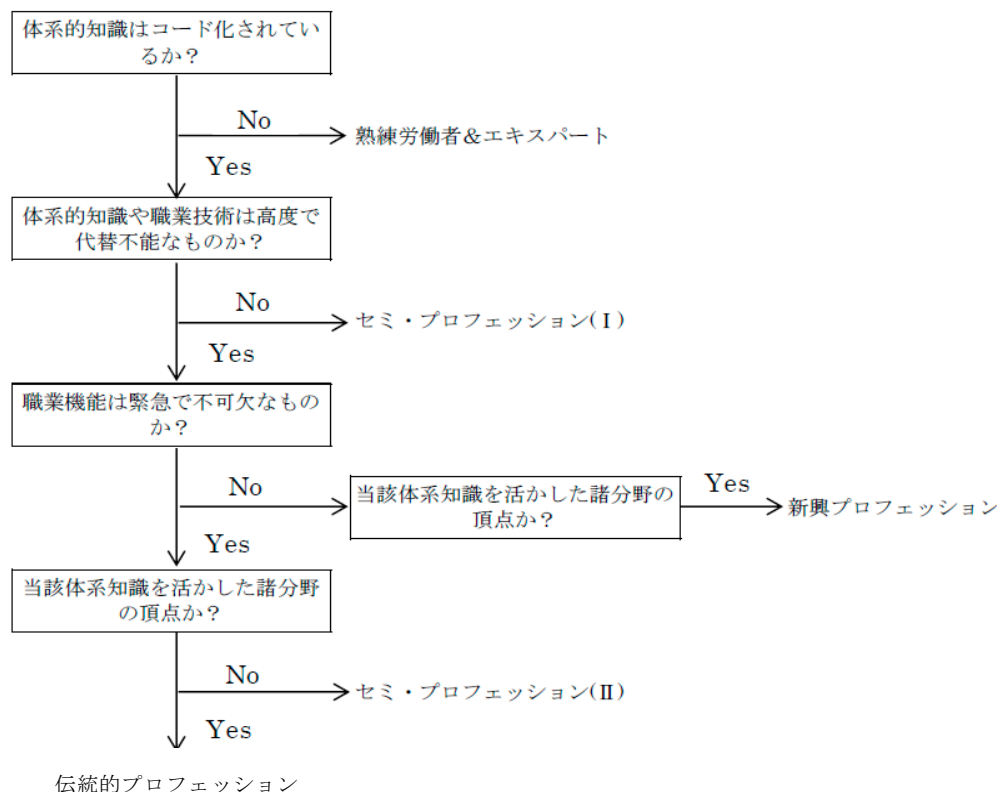 体系的知識はコード化されてい
るか？
No
熟練労働者＆エキスパート
Yes
体系的知識や職業技術は高度で
代替不能なものか？
No
セミ・プロフェッション(Ⅰ)
Yes
職業機能は緊急で不可欠なもの
か？
No
当該体系知識を活かした諸分野の
頂点か？
Yes
新興プロフェッション
Yes
当該体系知識を活かした諸分野
の頂点か？
No
セミ・プロフェッション(Ⅱ)
Yes
伝統的プロフェッション